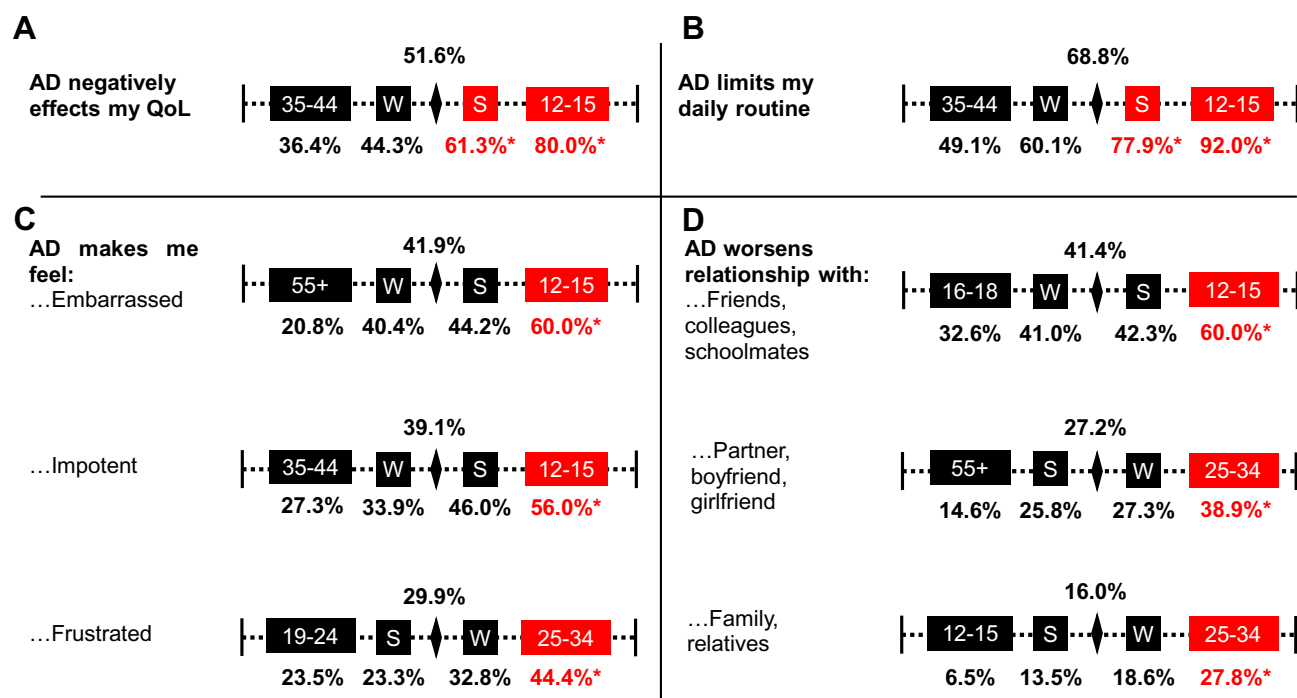 A
51.6%
AD negatively
effects my QoL
35-44 W S 12-15
36.4% 44.3% 61.3%* 80.0%*
B
68.8%
AD limits my
daily routine
35-44 W S 12-15
49.1% 60.1% 77.9%* 92.0%*
C
AD makes me
feel:
…Embarrassed
41.9%
55+ W S 12-15
20.8% 40.4% 44.2% 60.0%*
…Impotent
39.1%
35-44 W S 12-15
27.3% 33.9% 46.0% 56.0%*
…Frustrated
29.9%
19-24 S W 25-34
23.5% 23.3% 32.8% 44.4%*
D
AD worsens
relationship with:
…Friends,
colleagues,
schoolmates
41.4%
16-18 W S 12-15
32.6% 41.0% 42.3% 60.0%*
…Partner,
boyfriend,
girlfriend
27.2%
55+ S W 25-34
14.6% 25.8% 27.3% 38.9%*
…Family,
relatives
16.0%
12-15 S W 25-34
6.5% 13.5% 18.6% 27.8%*